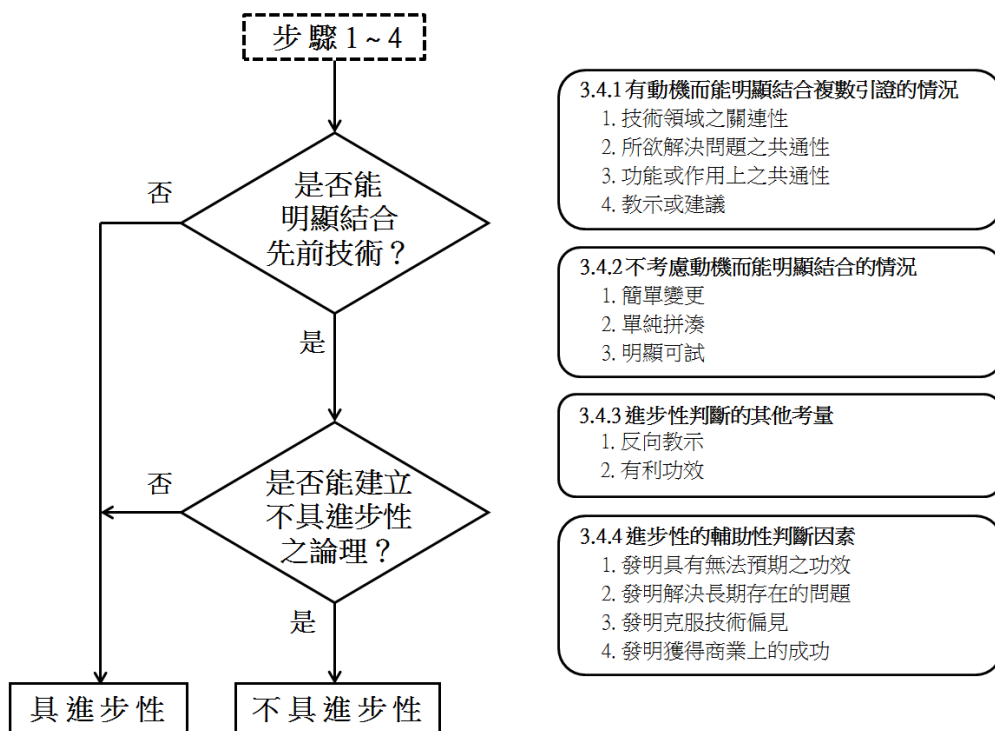 步驟1~4
否
是否能
明顯結合
先前技術？
是
否
是否能建立
不具進步性
之論理？
是
具進步性
不具進步性
3.4.1有動機而能明顯結合複數引證的情況
1. 技術領域之關連性
2. 所欲解決問題之共通性
3. 功能或作用上之共通性
4. 教示或建議
3.4.2不考慮動機而能明顯結合的情況
1. 簡單變更
2. 單純拼湊
3. 明顯可試
3.4.3進步性判斷的其他考量
1. 反向教示
2. 有利功效
3.4.4進步性的輔助性判斷因素
1. 發明具有無法預期之功效
2. 發明解決長期存在的問題
3. 發明克服技術偏見
4. 發明獲得商業上的成功